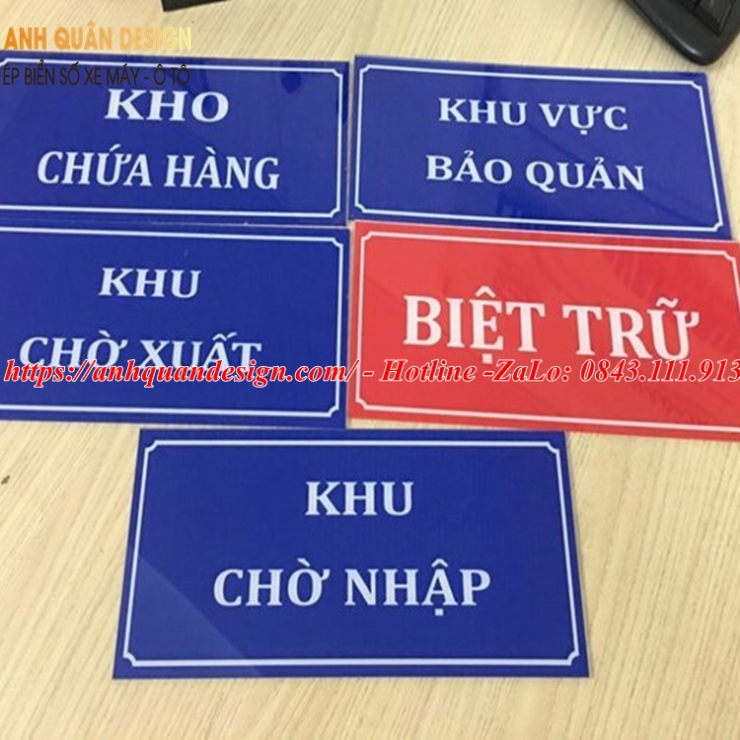 ANH QUÂN DESIGN
ÉP BIỂN SỐ XE MÁY - Ô TÔ
KHO
CHỨA HÀNG
KHU VỰC
BẢO QUẢN
KHU
CHỜ XUẤT
BIỆT TRỮ
https://anhquandesign.com/ - Hotline -ZaLo: 0843.111.913
KHU
CHỜ NHẬP